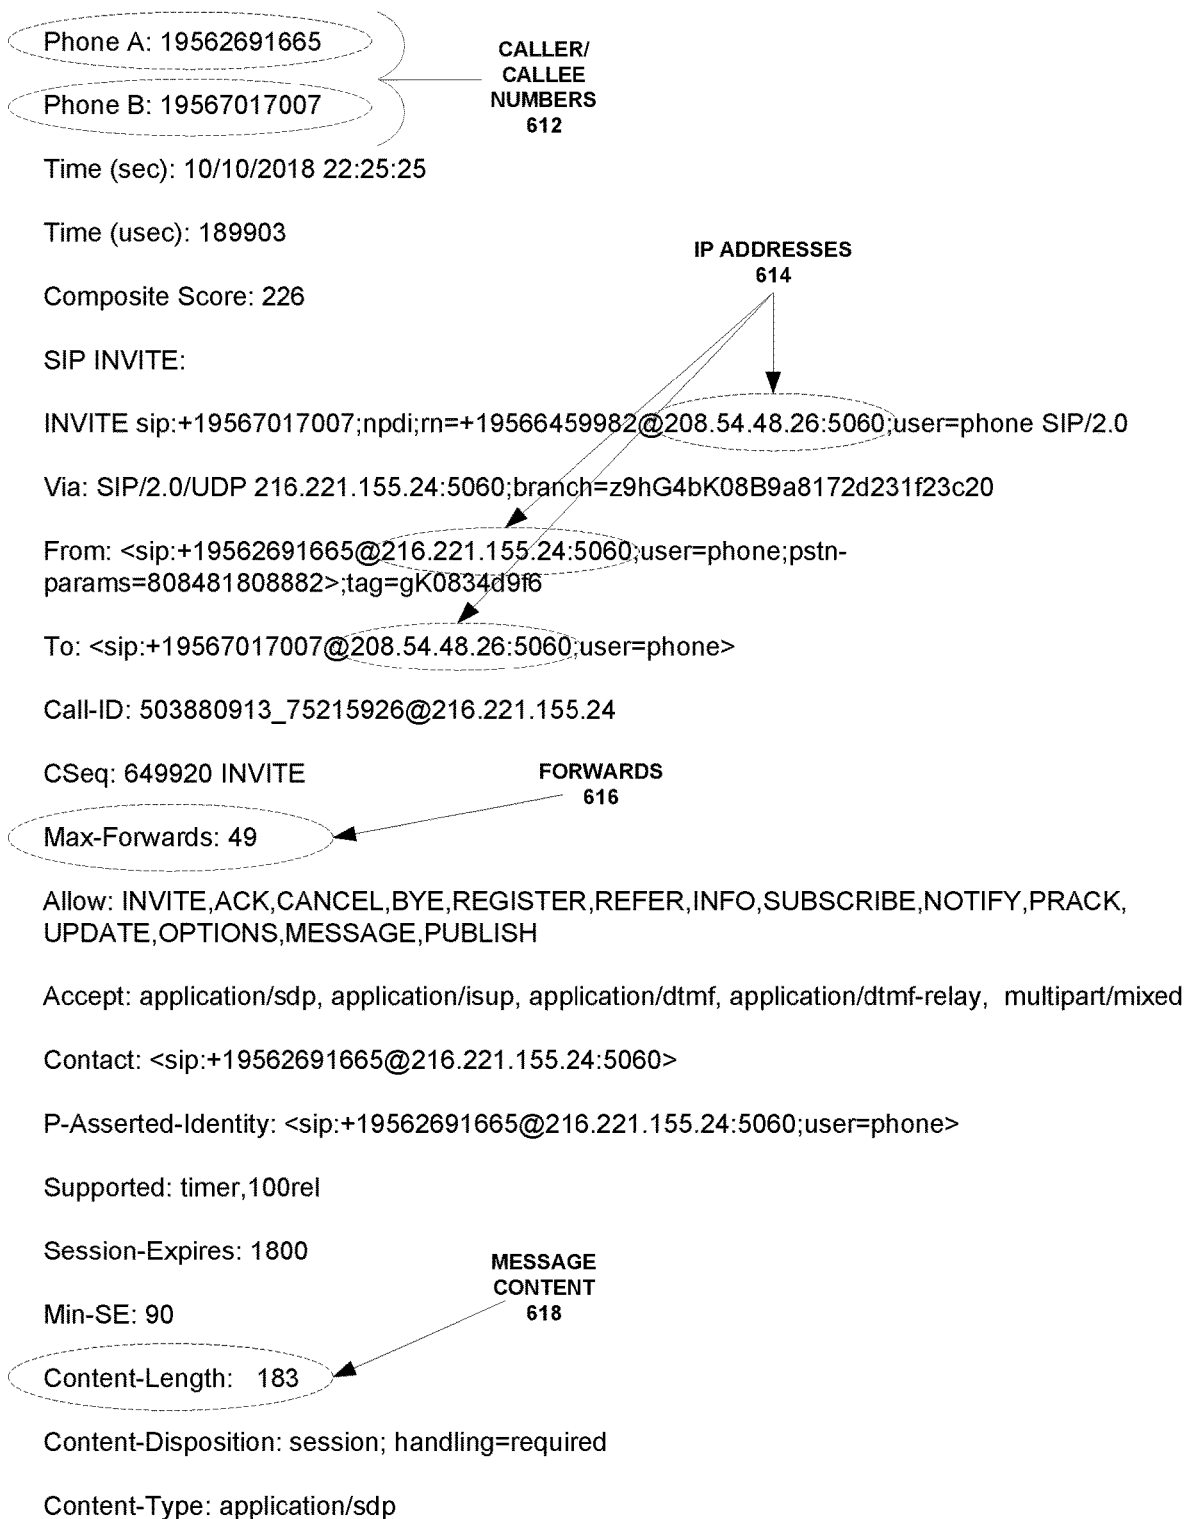 Phone A: 19562691665
CALLER/
CALLEE
NUMBERS
612
Phone B: 19567017007
Time (sec): 10/10/2018 22:25:25
Time (usec): 189903
IP ADDRESSES
614
Composite Score: 226
SIP INVITE:
INVITE sip:+19567017007;npdi;rn=+19566459982@208.54.48.26:5060;user=phone SIP/2.0
Via: SIP/2.0/UDP 216.221.155.24:5060;branch=z9hG4bK08B9a8172d231f23c20
From: <sip:+19562691665@216.221.155.24:5060;user=phone;pstn-
params=808481808882>;tag=gK0834d9f6
To: <sip:+19567017007@208.54.48.26:5060;user=phone>
Call-ID: 503880913_75215926@216.221.155.24
CSeq: 649920 INVITE
FORWARDS
616
Max-Forwards: 49
Allow: INVITE,ACK,CANCEL,BYE,REGISTER,REFER,INFO,SUBSCRIBE,NOTIFY,PRACK,
UPDATE,OPTIONS,MESSAGE,PUBLISH
Accept: application/sdp, application/isup, application/dtmf, application/dtmf-relay, multipart/mixed
Contact: <sip:+19562691665@216.221.155.24:5060>
P-Asserted-Identity: <sip:+19562691665@216.221.155.24:5060;user=phone>
Supported: timer,100rel
Session-Expires: 1800
MESSAGE
CONTENT
618
Min-SE: 90
Content-Length: 183
Content-Disposition: session; handling=required
Content-Type: application/sdp